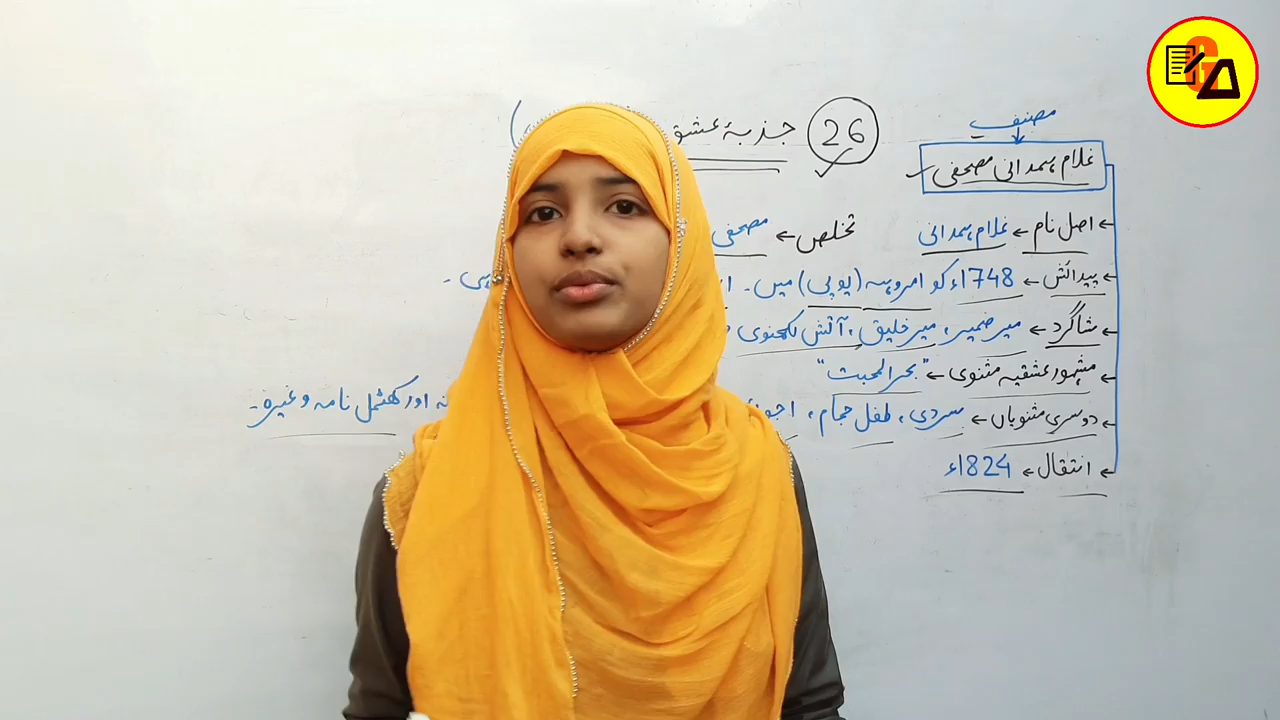 مصنف
غلام ہمدانی مصحفی
26 جذبۂ عشق
اصل نام ← غلام ہمدانی تخلص ← مصحفی
پیدائش ← 1748ء کو امروہہ (یوپی) میں۔
شاگرد ← میر ضمیر، میر خلیق، آتش لکھنوی
مشہور عشقیہ مثنوی ← "بحر المحبت"
دوسری مثنویاں ← سردی، طفل حجام، اور کھٹمل نامہ وغیرہ۔
انتقال ← 1824ء